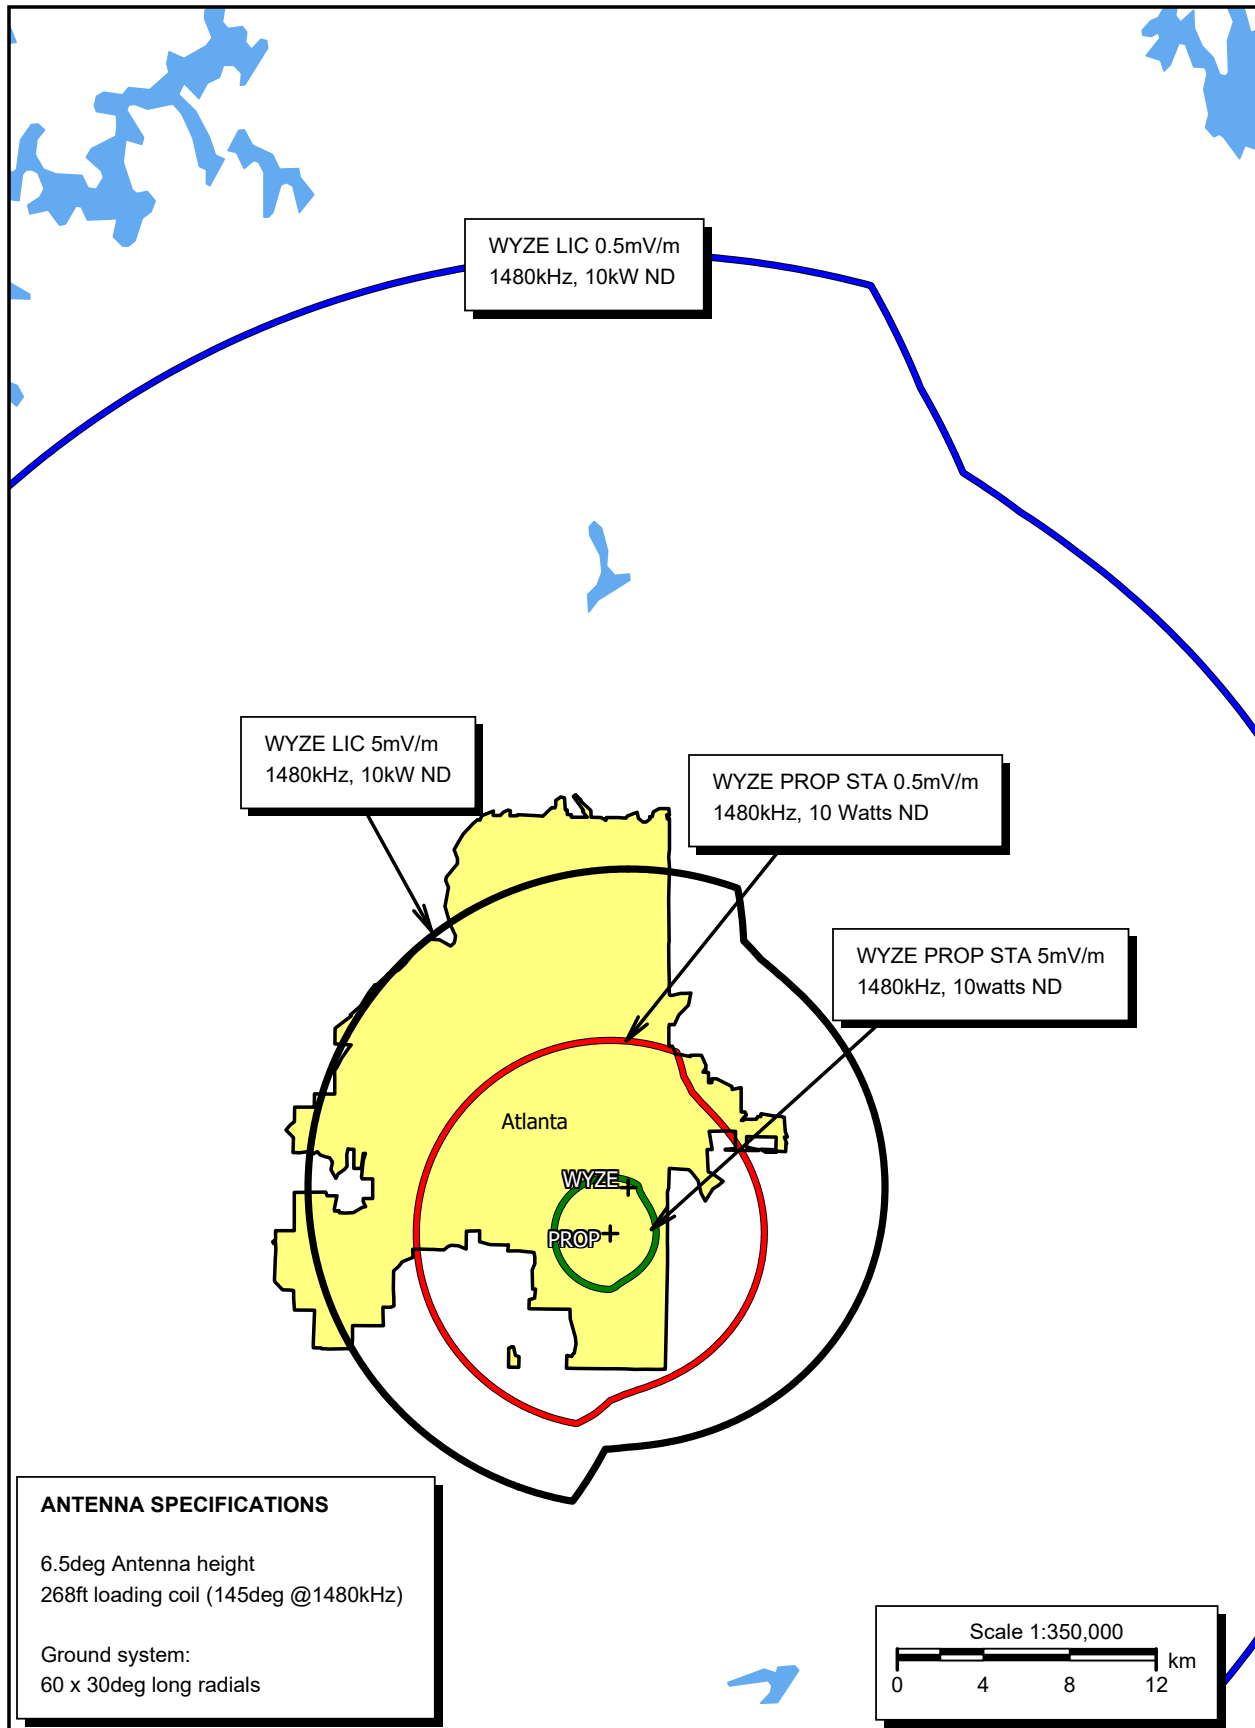 WYZE LIC 0.5mV/m
1480kHz, 10kW ND
WYZE LIC 5mV/m
1480kHz, 10kW ND
WYZE PROP STA 0.5mV/m
1480kHz, 10 Watts ND
WYZE PROP STA 5mV/m
1480kHz, 10watts ND
Atlanta
WYZE
PROP
ANTENNA SPECIFICATIONS
6.5deg Antenna height
268ft loading coil (145deg @1480kHz)
Ground system:
60 x 30deg long radials
Scale 1:350,000
km
0 4 8 12